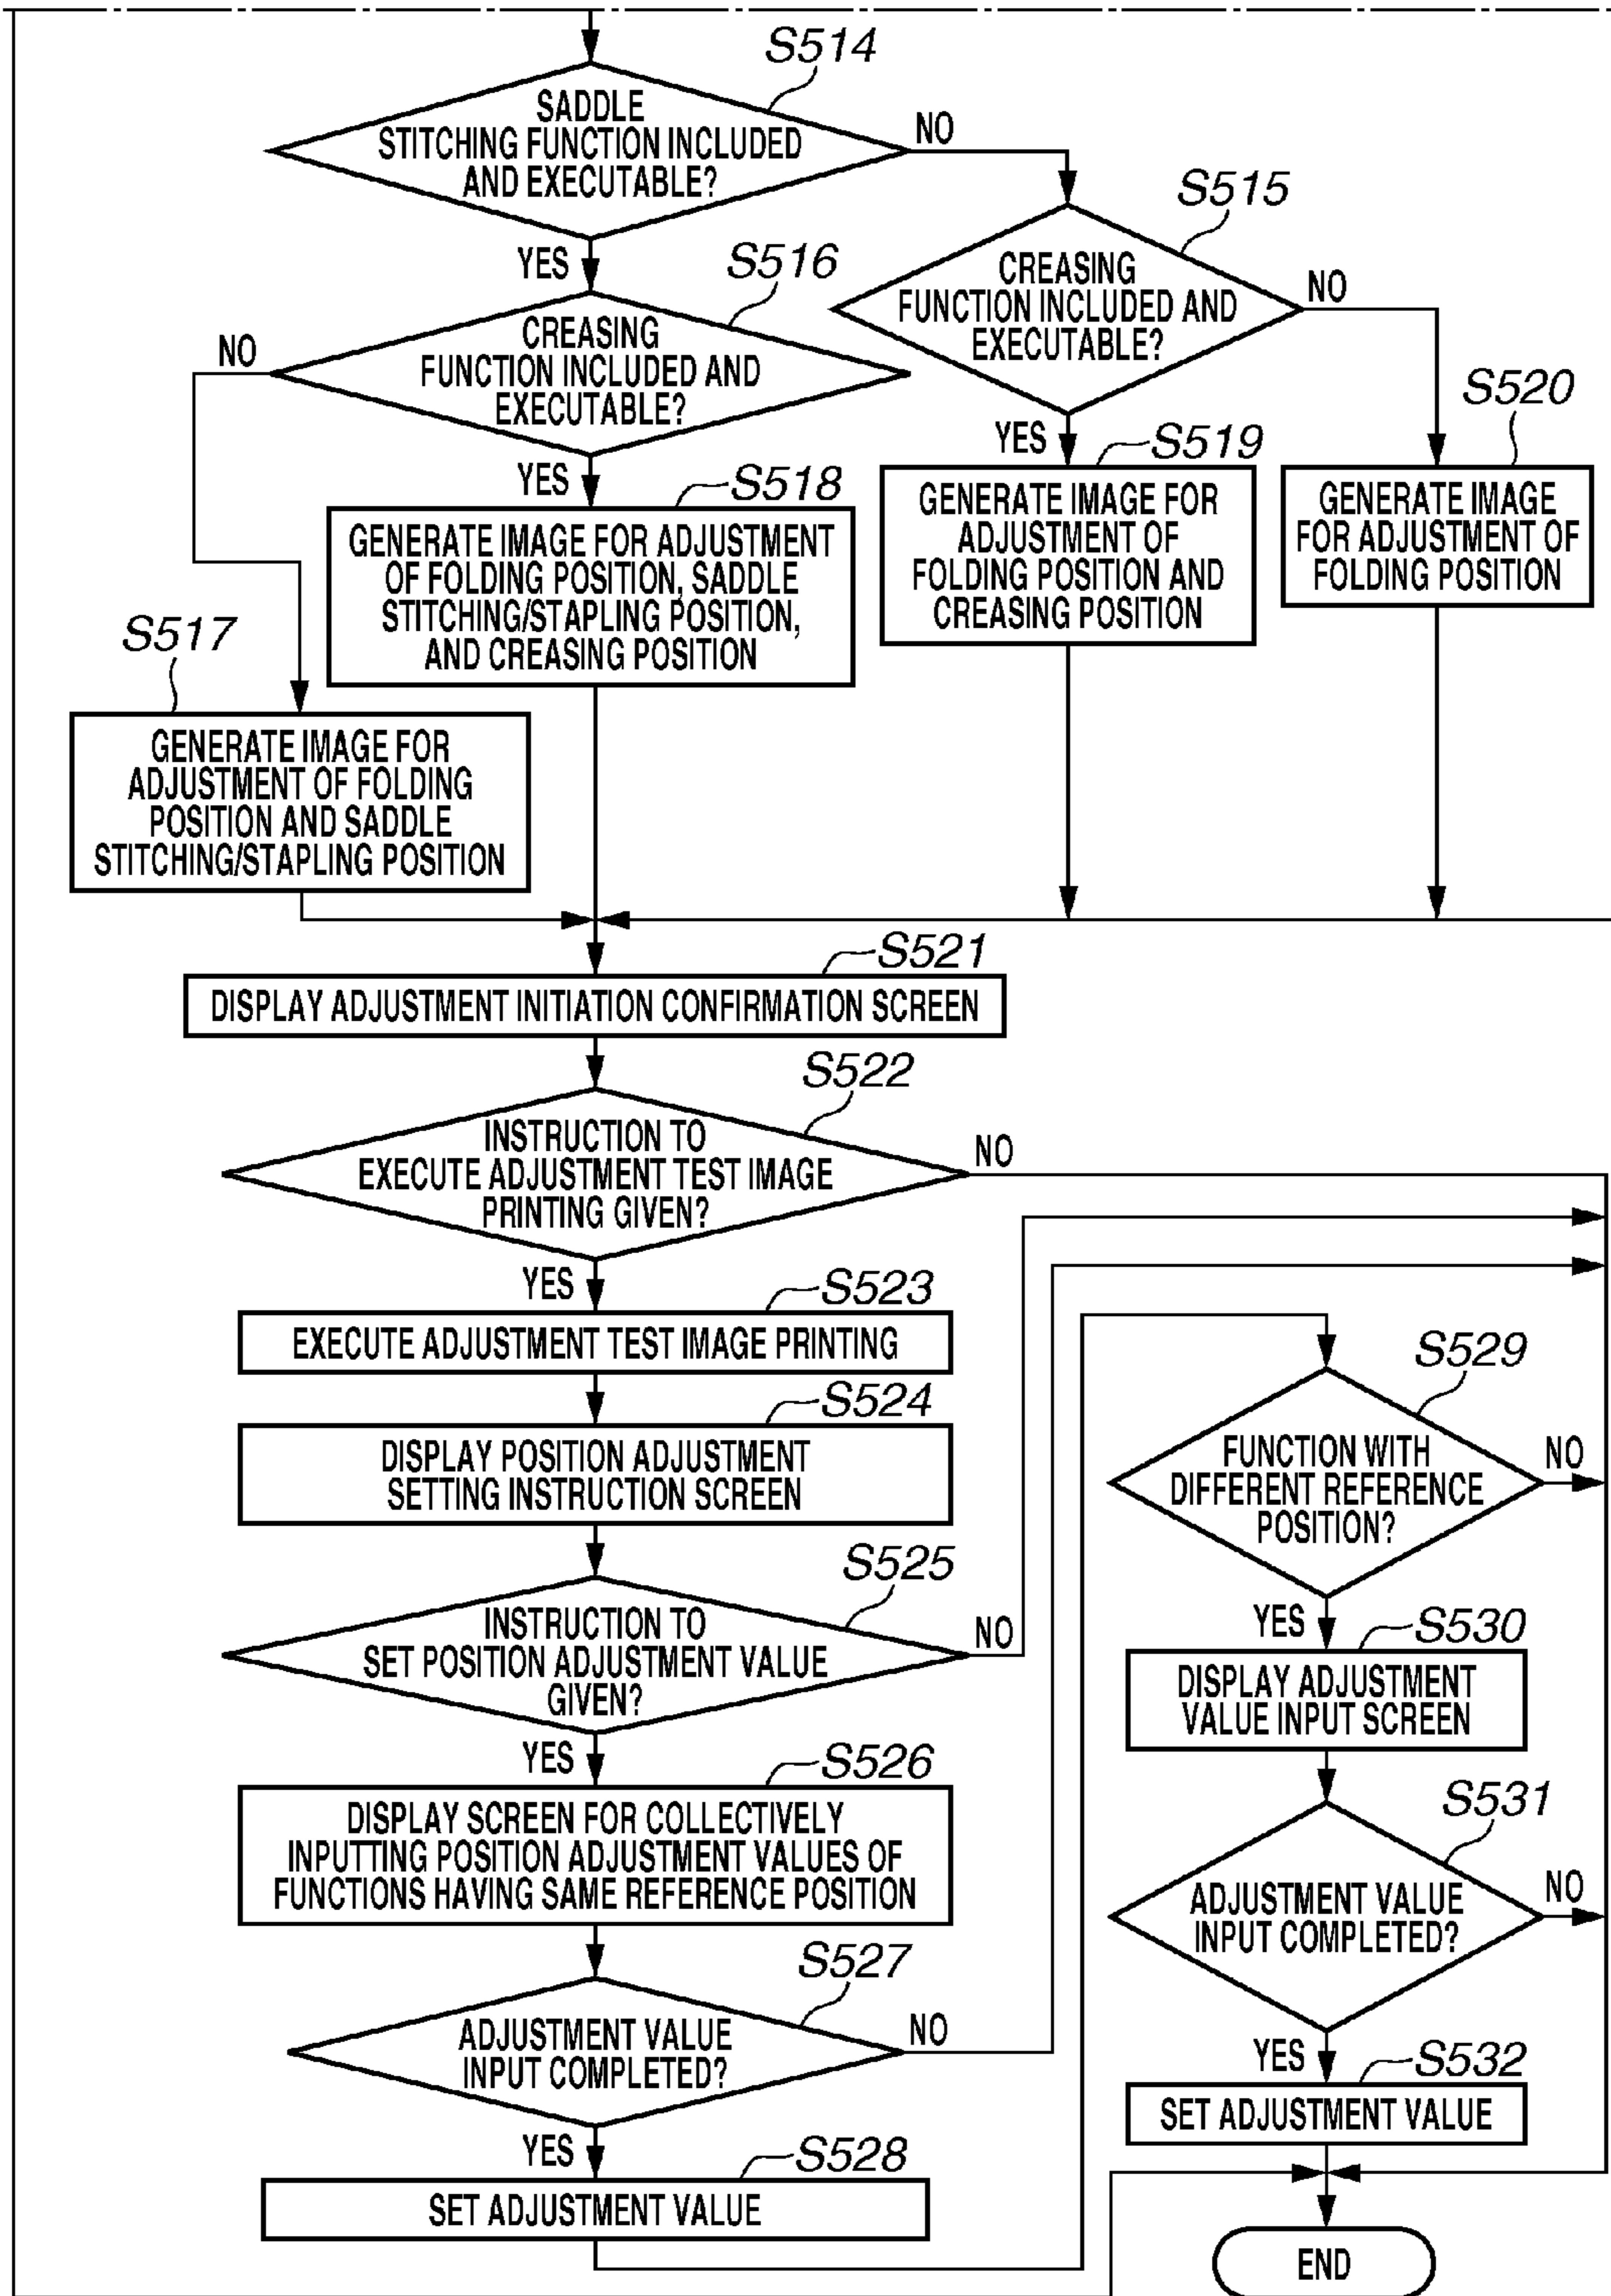 S514
SADDLE
STITCHING FUNCTION INCLUDED
AND EXECUTABLE?
NO
YES
S515
CREASING
FUNCTION INCLUDED AND
EXECUTABLE?
NO
YES
S516
CREASING
FUNCTION INCLUDED AND
EXECUTABLE?
NO
YES
S520
GENERATE IMAGE
FOR ADJUSTMENT OF
FOLDING POSITION
S519
GENERATE IMAGE FOR
ADJUSTMENT OF
FOLDING POSITION AND
CREASING POSITION
S518
GENERATE IMAGE FOR ADJUSTMENT
OF FOLDING POSITION, SADDLE
STITCHING/STAPLING POSITION,
AND CREASING POSITION
S517
GENERATE IMAGE FOR
ADJUSTMENT OF FOLDING
POSITION AND SADDLE
STITCHING/STAPLING POSITION
S521
DISPLAY ADJUSTMENT INITIATION CONFIRMATION SCREEN
S522
INSTRUCTION TO
EXECUTE ADJUSTMENT TEST IMAGE
PRINTING GIVEN?
NO
YES
S523
EXECUTE ADJUSTMENT TEST IMAGE PRINTING
S524
DISPLAY POSITION ADJUSTMENT
SETTING INSTRUCTION SCREEN
S525
INSTRUCTION TO
SET POSITION ADJUSTMENT VALUE
GIVEN?
NO
YES
S526
DISPLAY SCREEN FOR COLLECTIVELY
INPUTTING POSITION ADJUSTMENT VALUES OF
FUNCTIONS HAVING SAME REFERENCE POSITION
S527
ADJUSTMENT VALUE
INPUT COMPLETED?
NO
YES
S528
SET ADJUSTMENT VALUE
S529
FUNCTION WITH
DIFFERENT REFERENCE
POSITION?
NO
YES
S530
DISPLAY ADJUSTMENT
VALUE INPUT SCREEN
S531
ADJUSTMENT VALUE
INPUT COMPLETED?
NO
YES
S532
SET ADJUSTMENT VALUE
END